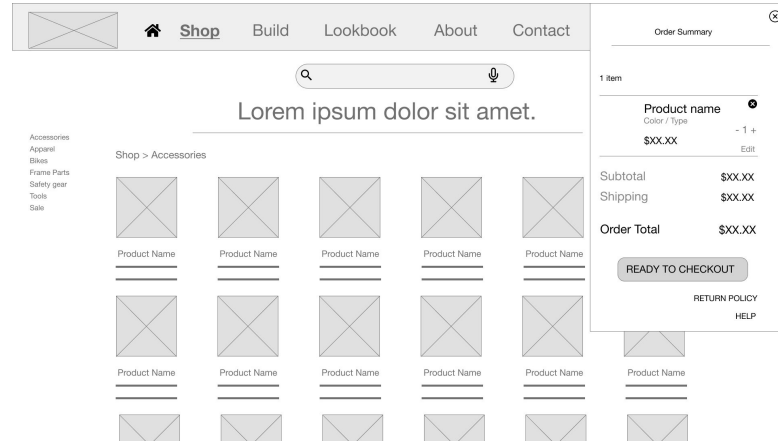 Shop Build Lookbook About Contact
Lorem ipsum dolor sit amet.
Accessories
Apparel
Bikes
Frame Parts
Safety gear
Tools
Sale
Shop > Accessories
Product Name Product Name Product Name Product Name Product Name
Product Name Product Name Product Name Product Name Product Name Product Name
Order Summary
1 item
Product name
Color / Type
- 1 +
$XX.XX
Edit
Subtotal $XX.XX
Shipping $XX.XX
Order Total $XX.XX
READY TO CHECKOUT
RETURN POLICY
HELP